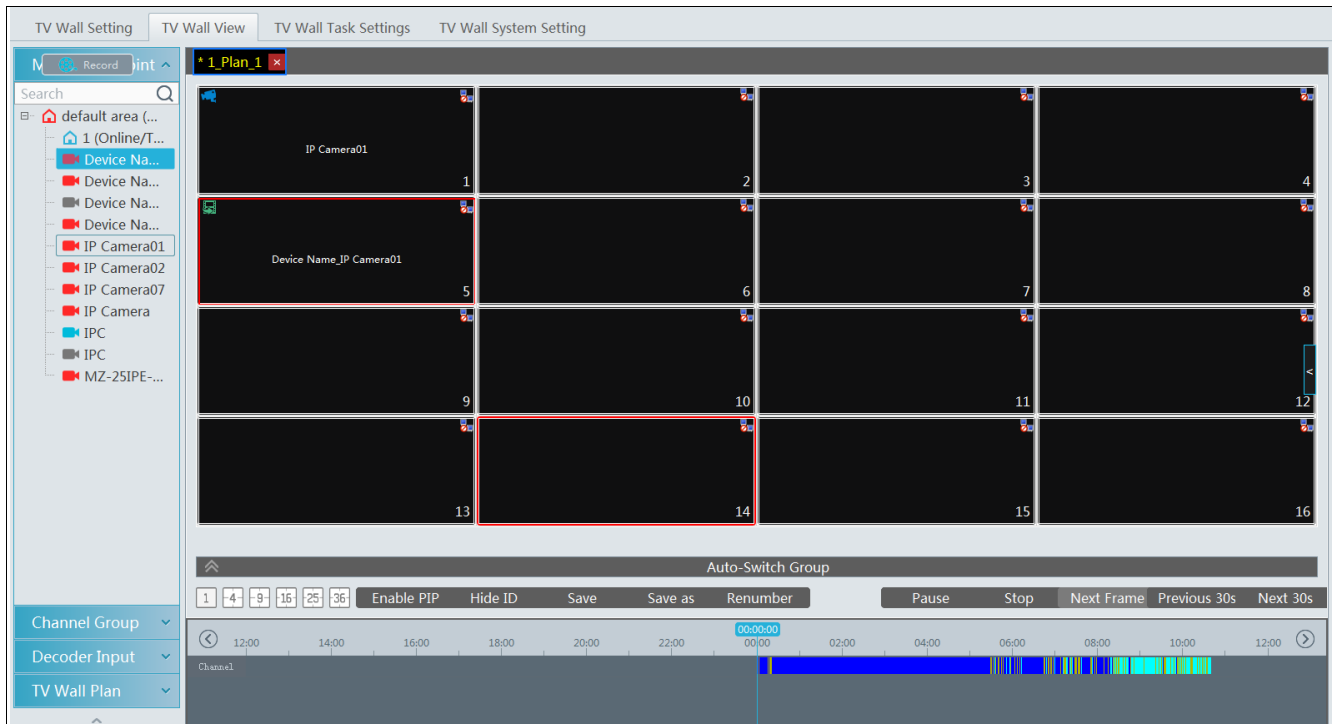 TV Wall Setting TV Wall View TV Wall Task Settings TV Wall System Setting
M Record int
* 1_Plan_1
Search
default area (...
1 (Online/T...
Device Na...
Device Na...
Device Na...
Device Na...
IP Camera01
IP Camera02
IP Camera07
IP Camera
IPC
IPC
MZ-25IPE-...
IP Camera01
1 2 3 4
Device Name_IP Camera01
5 6 7 8
9 10 11 12
<
13 14 15 16
Auto-Switch Group
1 4 9 16 25 36 Enable PIP Hide ID Save Save as Renumber Pause Stop Next Frame Previous 30s Next 30s
Channel Group
Decoder Input
TV Wall Plan
00:00:00
12:00 14:00 16:00 18:00 20:00 22:00 00:00 02:00 04:00 06:00 08:00 10:00 12:00
Channel